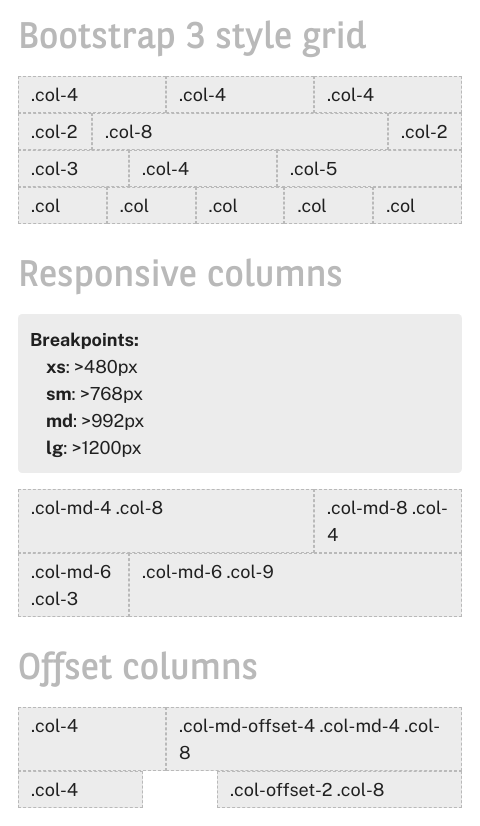 Bootstrap 3 style grid
.col-4 .col-4 .col-4
.col-2 .col-8 .col-2
.col-3 .col-4 .col-5
.col .col .col .col .col
Responsive columns
Breakpoints:
xs: >480px
sm: >768px
md: >992px
lg: >1200px
.col-md-4 .col-8
.col-md-8 .col-
4
.col-md-6
.col-3
.col-md-6 .col-9
Offset columns
.col-4
.col-md-offset-4 .col-md-4 .col-
8
.col-4 .col-offset-2 .col-8